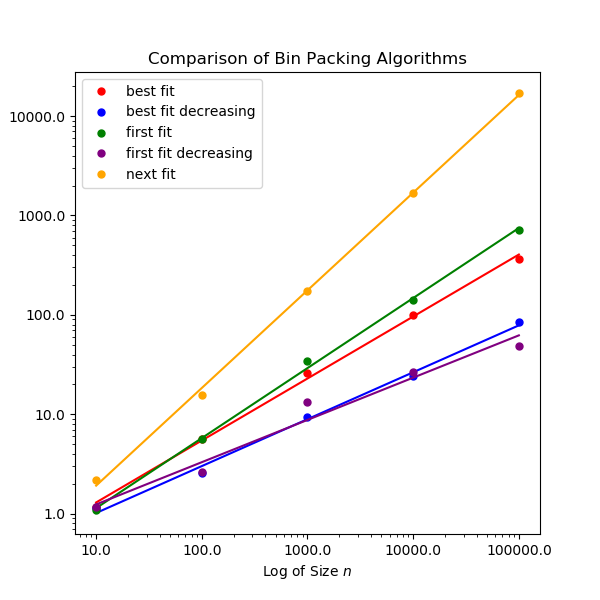 Comparison of Bin Packing Algorithms
best fit
best fit decreasing
first fit
first fit decreasing
next fit
10000.0
1000.0
100.0
10.0
1.0
10.0 100.0 1000.0 10000.0 100000.0
Log of Size n